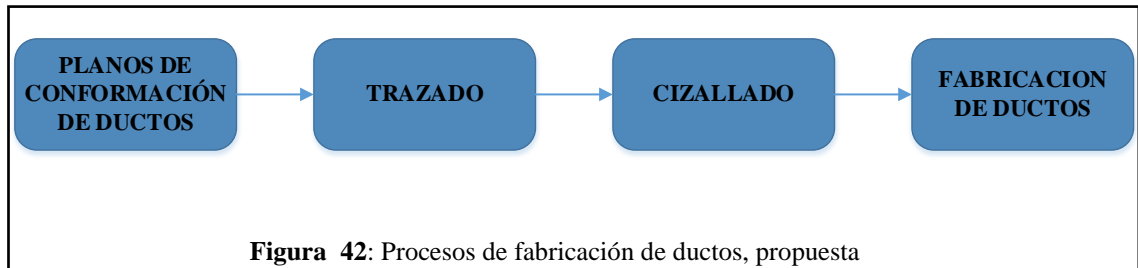 PLANOS DE
CONFORMACIÓN
DE DUCTOS
TRAZADO
CIZALLADO
FABRICACION
DE DUCTOS
Figura 42: Procesos de fabricación de ductos, propuesta